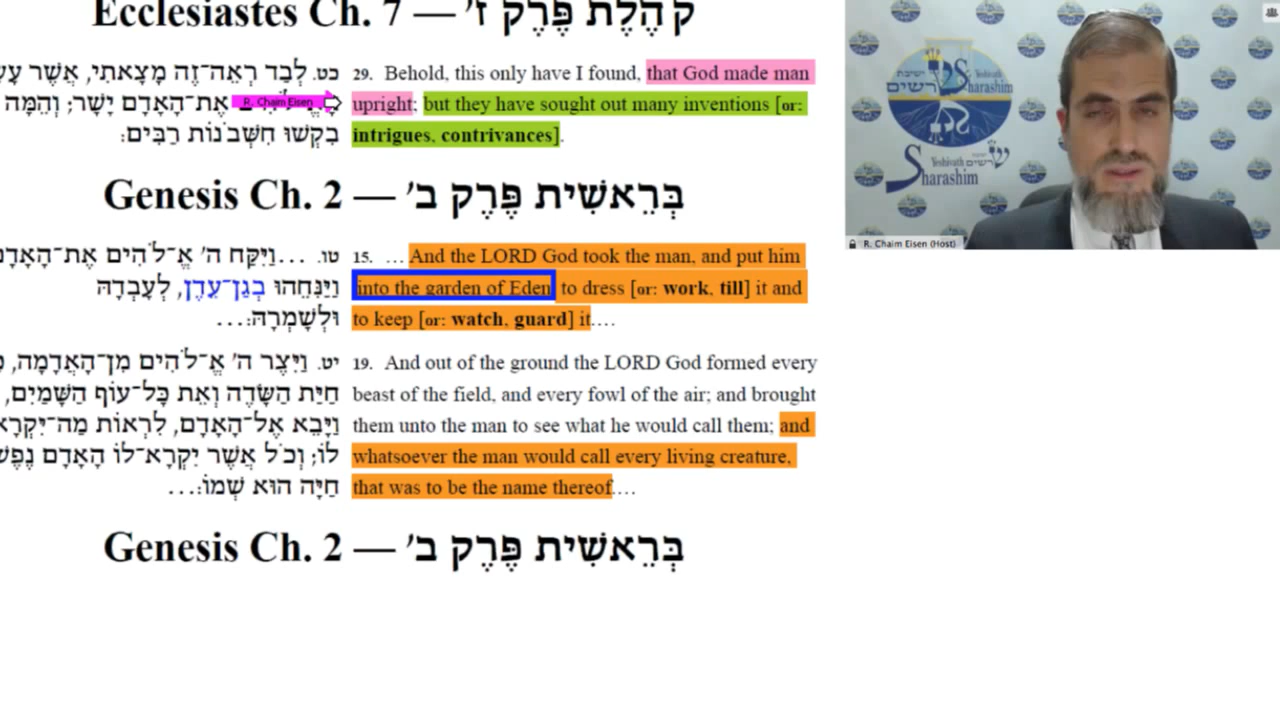 Ecclesiastes Ch. 7 — קֹהֶלֶת פֶּרֶק ז'
כט. לְבַד רְאֵה־זֶה מָצָאתִי, אֲשֶׁר
אֶת־הָאָדָם יָשָׁר; וְהֵמָּה
בִקְשׁוּ חִשְּׁבֹנוֹת רַבִּים:
R. Chaim Eisen
29. Behold, this only have I found, that God made man
upright; but they have sought out many inventions [or:
intrigues, contrivances].
Genesis Ch. 2 — בְּרֵאשִׁית פֶּרֶק ב'
טו. …וַיִּקַּח ה' אֱ־לֹהִים אֶת־הָאָדָם
וַיַּנִּחֵהוּ בְגַן־עֵדֶן, לְעָבְדָהּ
וּלְשָׁמְרָהּ:…
15. … And the LORD God took the man, and put him
into the garden of Eden to dress [or: work, till] it and
to keep [or: watch, guard] it.…
יט. וַיִּצֶר ה' אֱ־לֹהִים מִן־הָאֲדָמָה,
חַיַּת הַשָּׂדֶה וְאֵת כָּל־עוֹף הַשָּׁמַיִם,
וַיָּבֵא אֶל־הָאָדָם, לִרְאוֹת מַה־יִּקְרָא
לוֹ; וְכֹל אֲשֶׁר יִקְרָא־לוֹ הָאָדָם
חַיָּה הוּא שְׁמוֹ:…
19. And out of the ground the LORD God formed every
beast of the field, and every fowl of the air; and brought
them unto the man to see what he would call them; and
whatsoever the man would call every living creature,
that was to be the name thereof.…
Genesis Ch. 2 — בְּרֵאשִׁית פֶּרֶק ב'
ישיבת
שרשים
Yeshivath
Sharashim
Yeshivath
Sharashim
R. Chaim Eisen (Host)